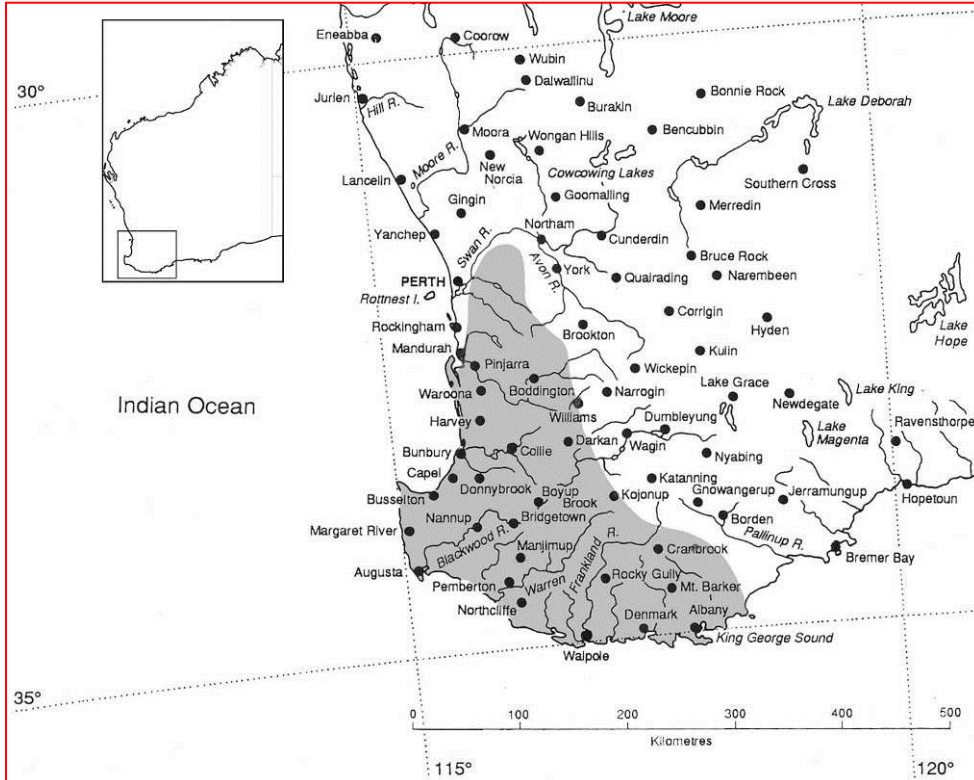 Lake Moore
Eneabba
Coorow
Wubin
30°
Dalwallinu
Jurien
Hill R.
Burakin
Bonnie Rock
Lake Deborah
Moora
Wongan Hills
Bencubbin
Moore R.
New
Norcia
Cowcowing Lakes
Lancelin
Southern Cross
Goomalling
Gingin
Merredin
Northam
Yanchep
Swan R.
Cunderdin
Bruce Rock
Avon R.
York
PERTH
Quairading
Narembeen
Rottnest I.
Corrigin
Lake
Hope
Rockingham
Brookton
Hyden
Mandurah
Kulin
Pinjarra
Wickepin
Boddington
Lake Grace
Waroona
Narrogin
Newdegate
Lake King
Indian Ocean
Williams
Dumbleyung
Lake
Magenta
Ravensthorpe
Harvey
Darkan
Wagin
Collie
Nyabing
Bunbury
Capel
Donnybrook
Katanning
Boyup
Brook
Kojonup
Gnowangerup
Jerramungup
Hopetoun
Busselton
Nannup
Bridgetown
Borden
Margaret River
Blackwood R.
Pallinup R.
Manjimup
Frankland R.
Cranbrook
Bremer Bay
Augusta
Warren
Rocky Gully
Pemberton
Mt. Barker
Northcliffe
Denmark
Albany
King George Sound
Walpole
35°
0 100 200 300 400 500
Kilometres
115°
120°